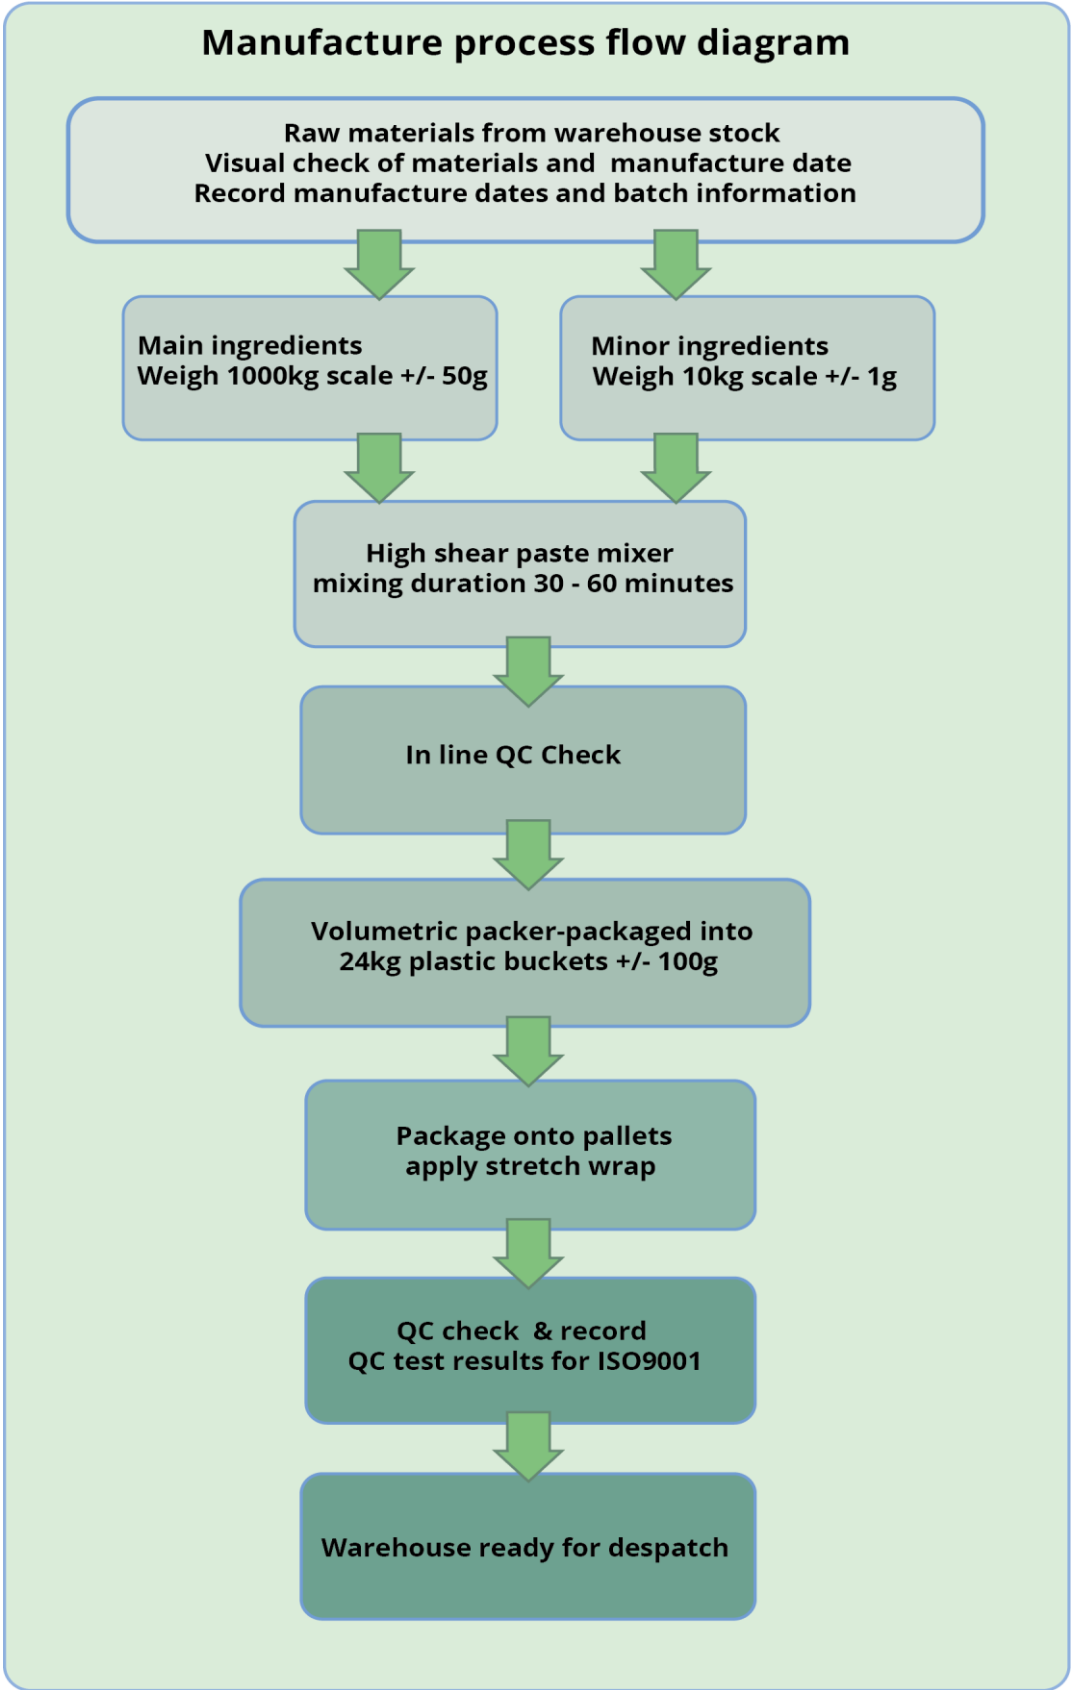 Manufacture process flow diagram
Raw materials from warehouse stock
Visual check of materials and  manufacture date
Record manufacture dates and batch information
Main ingredients
Weigh 1000kg scale +/- 50g
Minor ingredients
Weigh 10kg scale +/- 1g
High shear paste mixer
mixing duration 30 - 60 minutes
In line QC Check
Volumetric packer-packaged into
24kg plastic buckets +/- 100g
Package onto pallets
apply stretch wrap
QC check  & record
QC test results for ISO9001
Warehouse ready for despatch